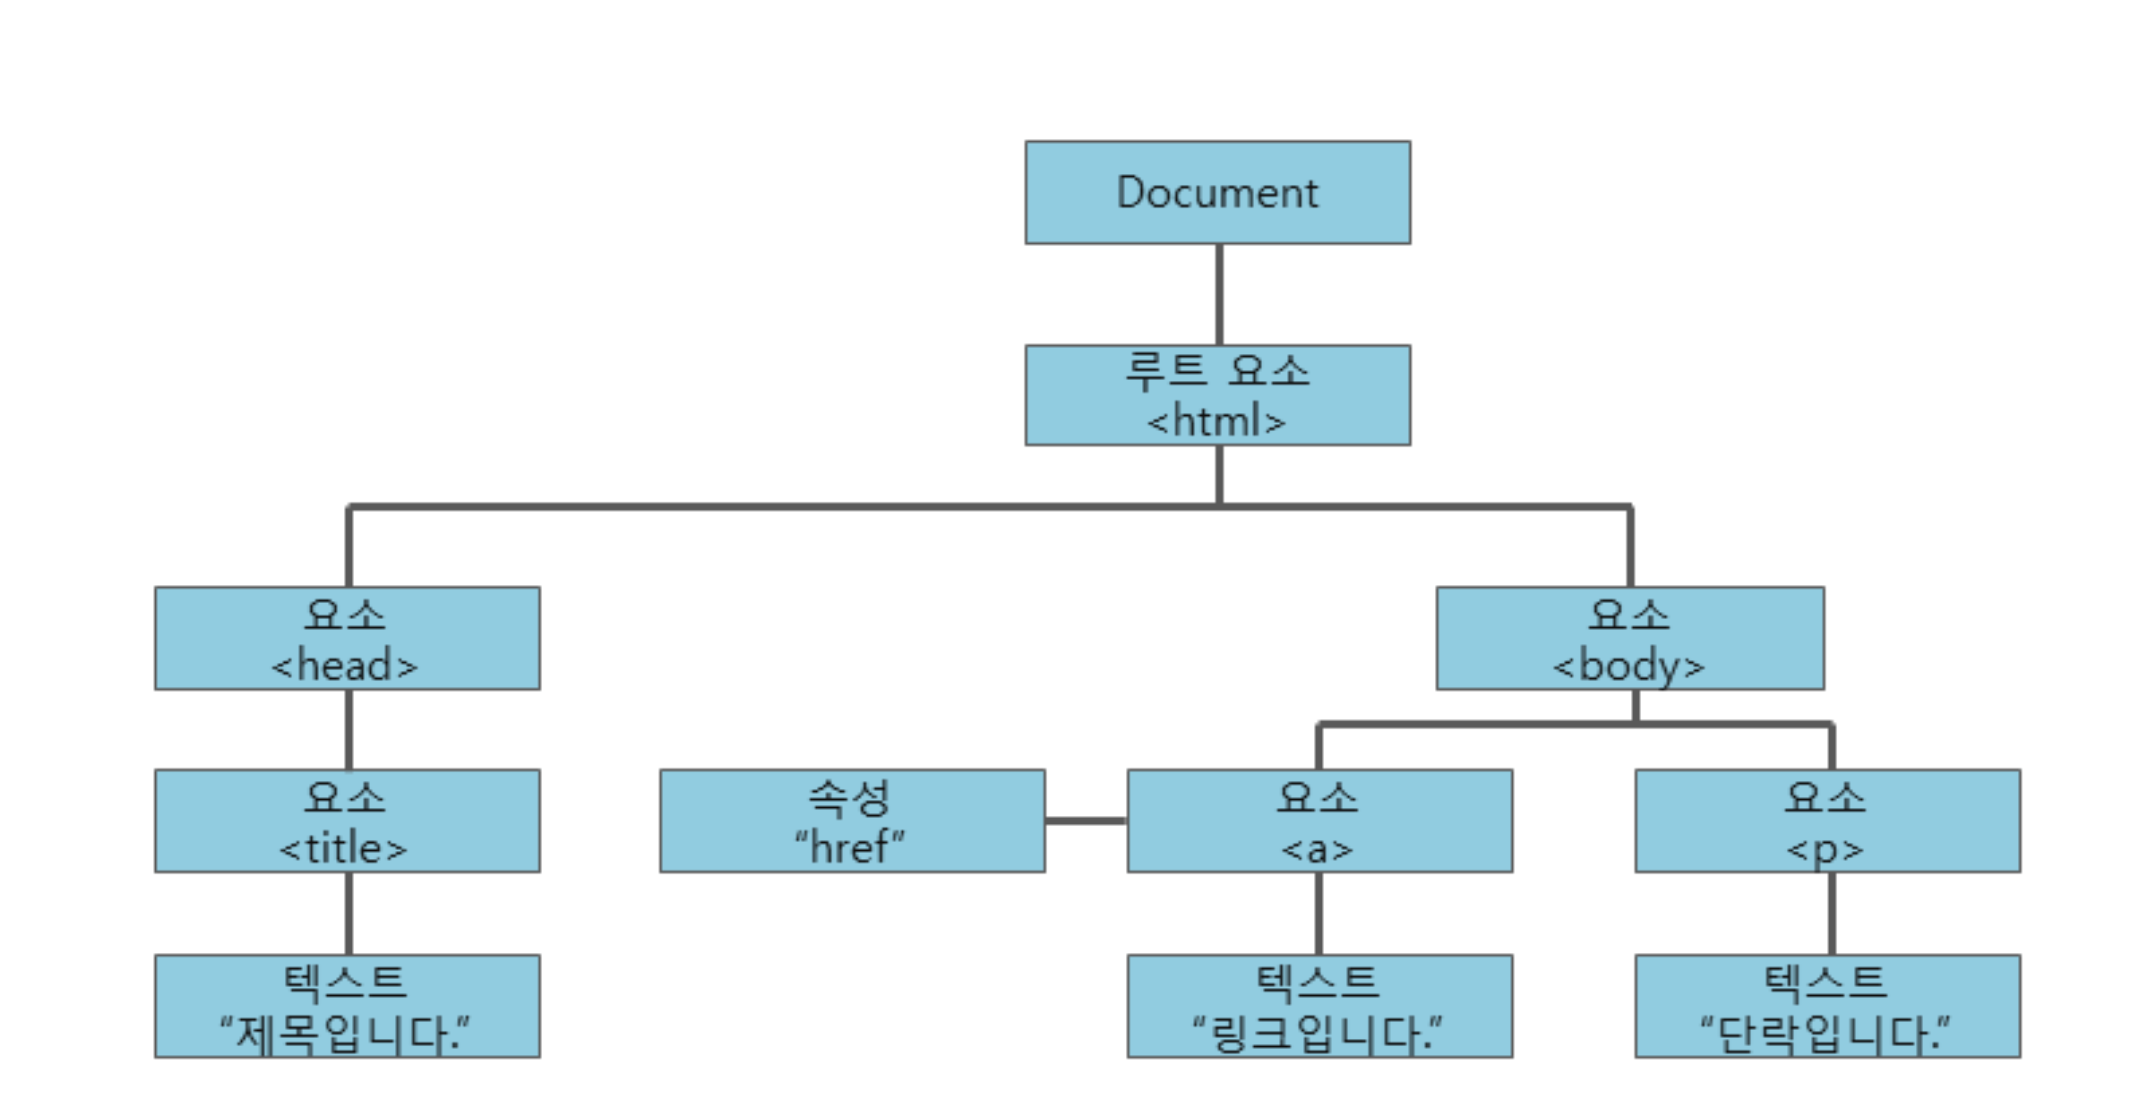 Document
루트 요소
<html>
요소
<head>
요소
<body>
요소
<title>
속성
"href"
요소
<a>
요소
<p>
텍스트
"제목입니다."
텍스트
"링크입니다."
텍스트
"단락입니다."